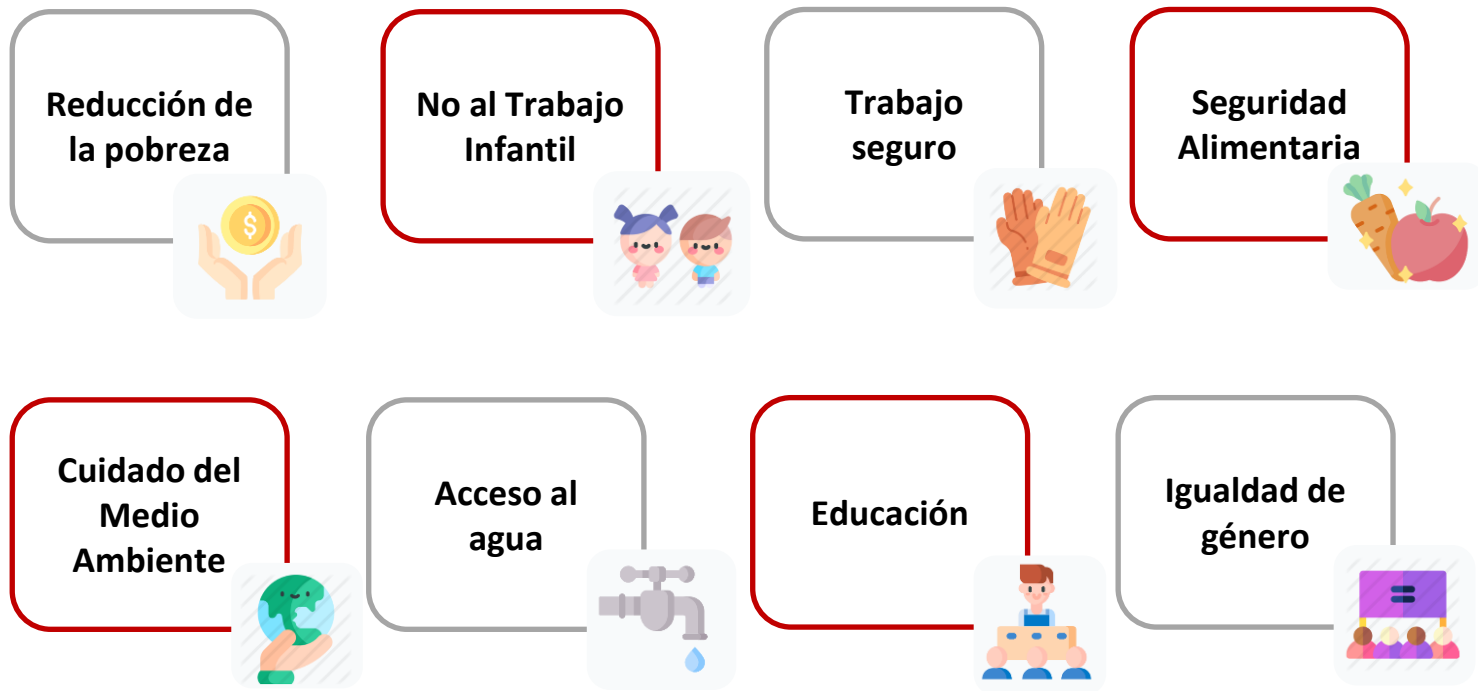 Reducción de
la pobreza
No al Trabajo
Infantil
Trabajo
seguro
Seguridad
Alimentaria
Cuidado del
Medio
Ambiente
Acceso al
agua
Educación
Igualdad de
género